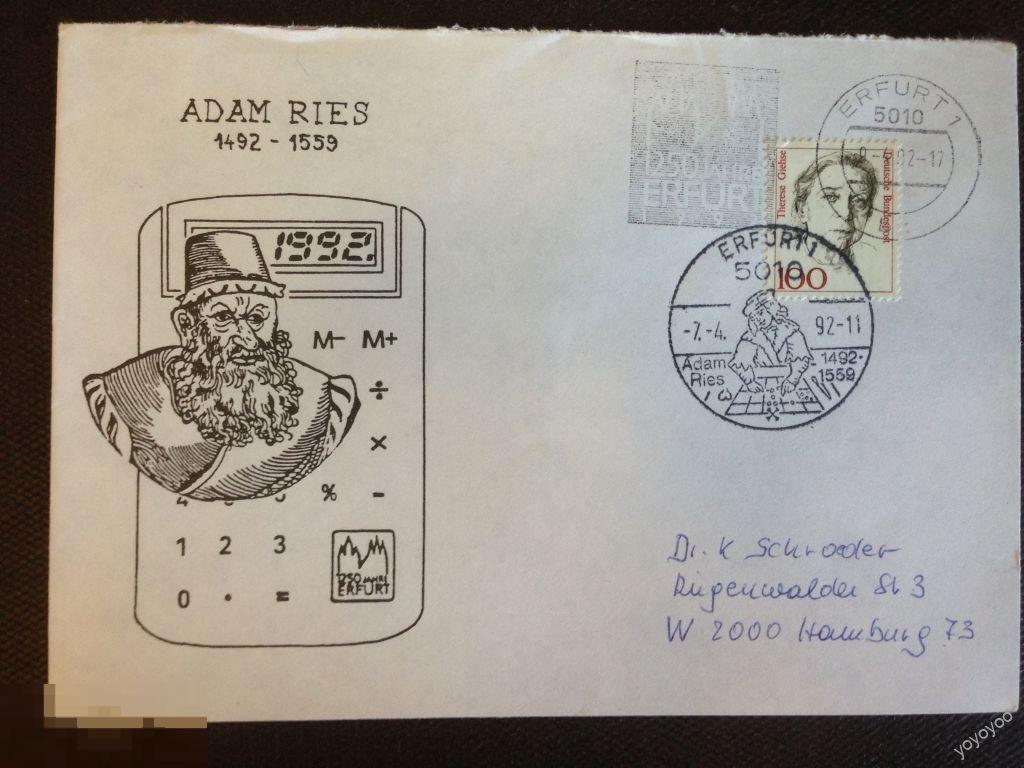 ADAM RIES
1492 - 1559
1992.
M- M+
÷
×
% -
1 2 3
0 . =
1250 JAHRE
ERFURT
1250 JAHRE
ERFURT
ERFURT 1
5010
92-17
Therese Giehse
Deutsche Bundespost
100
ERFURT 1
5010
-7.-4. 92-11
Adam
Ries
1492-
1559
Dr. K Schroeder
St 3
W 2000 Hamburg 73
yoyoyoo